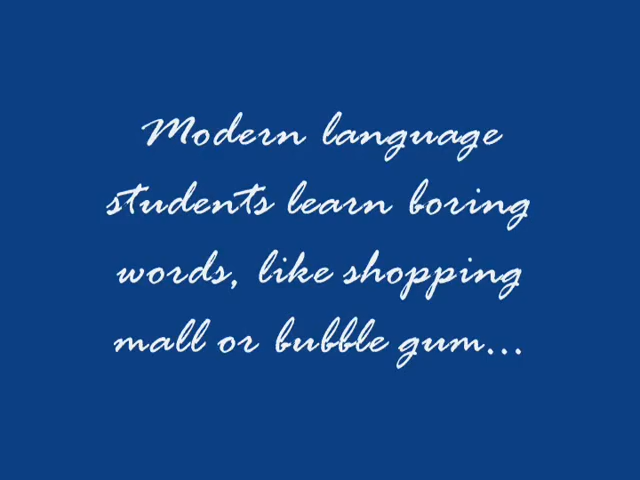 Modern language
students learn boring
words, like shopping
mall or bubble gum...